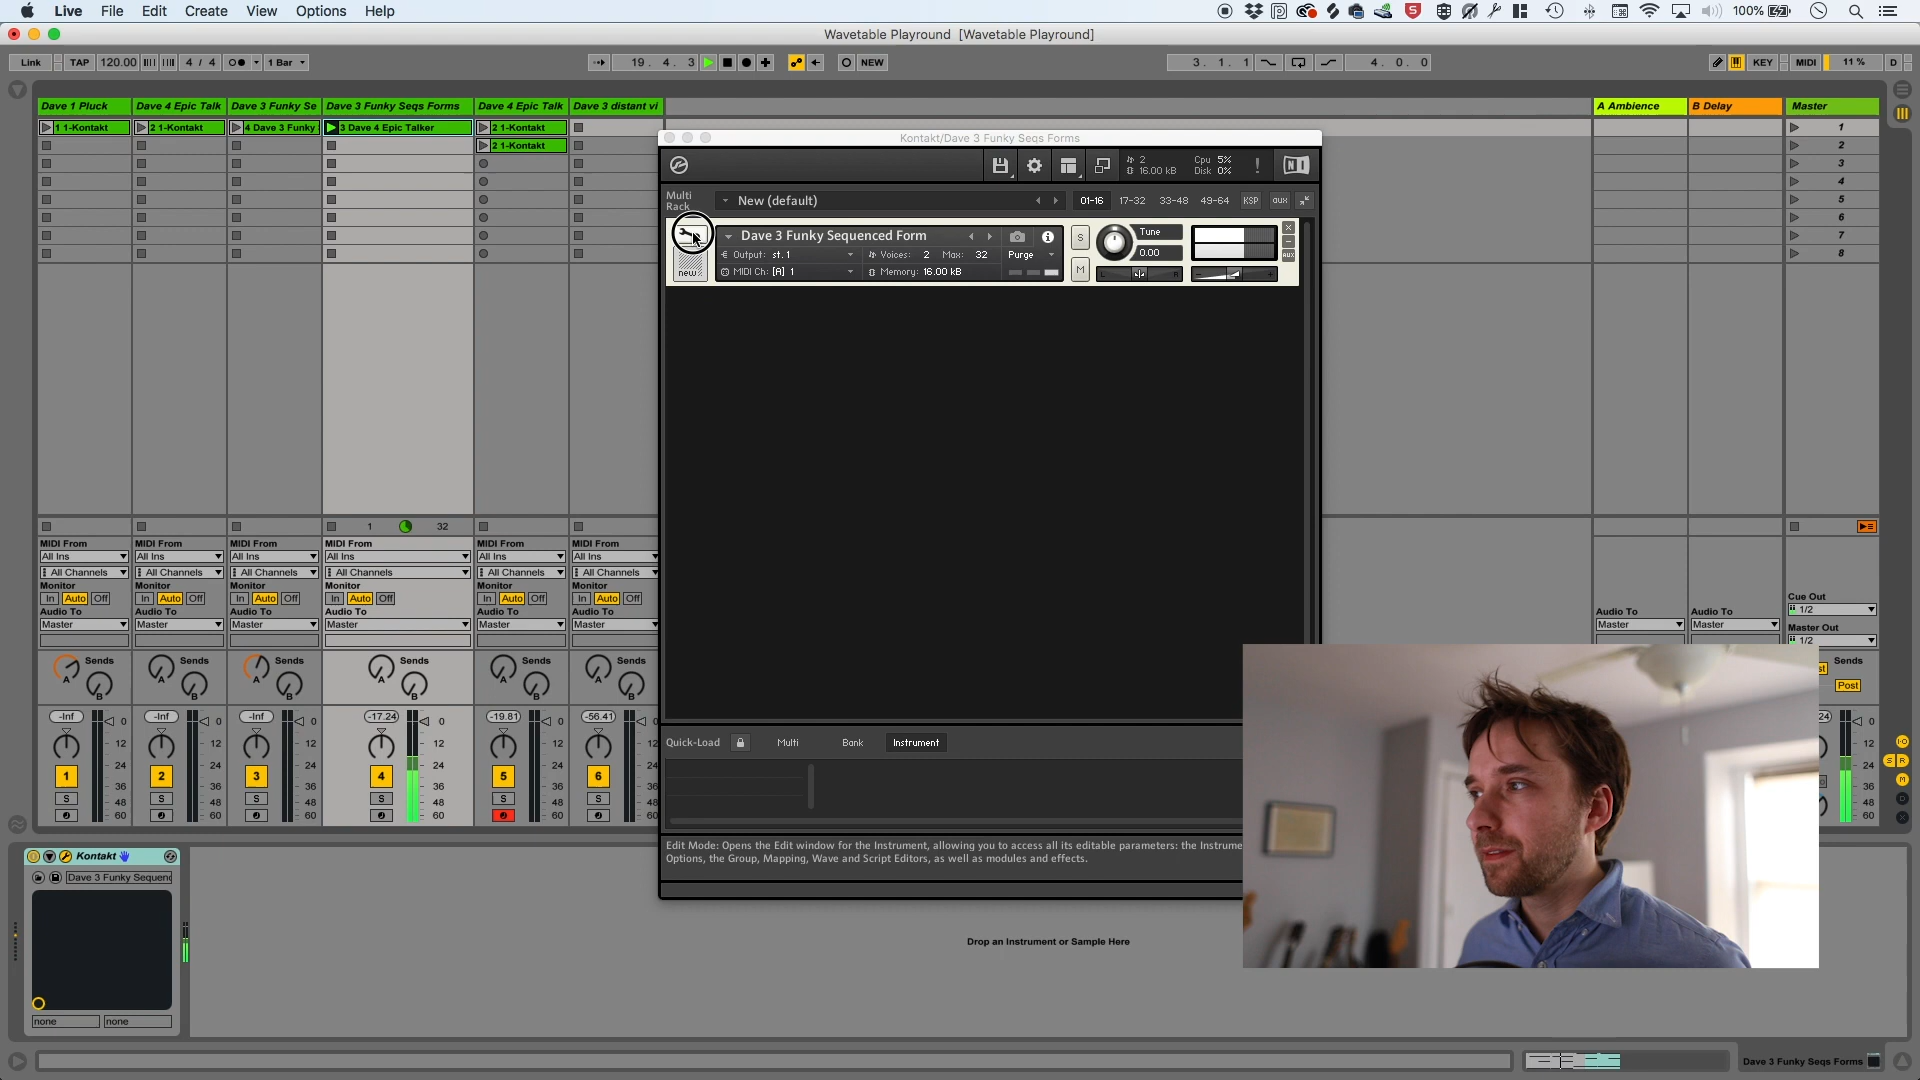 Live File Edit Create View Options Help
100%
Wavetable Playround [Wavetable Playround]
Link TAP 120.00 4 / 4 1 Bar
19. 4. 3 NEW
3. 1. 1 4. 0. 0
KEY MIDI 11 % D
Dave 1 Pluck Dave 4 Epic Talk Dave 3 Funky Se Dave 3 Funky Seqs Forms Dave 4 Epic Talk Dave 3 distant vi A Ambience B Delay Master
1 1-Kontakt 2 1-Kontakt 4 Dave 3 Funky 3 Dave 4 Epic Talker 2 1-Kontakt 1
2 1-Kontakt 2
3
4
5
6
7
8
Kontakt/Dave 3 Funky Seqs Forms
2 Cpu 5%
16.00 kB Disk 0% ! NI
Multi
Rack New (default) 01-16 17-32 33-48 49-64 KSP aux
Dave 3 Funky Sequenced Form i S Tune
Output: st. 1 Voices: 2 Max: 32 Purge 0.00 AUX
new: MIDI Ch: [A] 1 Memory: 16.00 kB M L R - +
1 32
MIDI From MIDI From MIDI From MIDI From MIDI From MIDI From
All Ins All Ins All Ins All Ins All Ins All Ins
All Channels All Channels All Channels All Channels All Channels All Channels
Monitor Monitor Monitor Monitor Monitor Monitor
In Auto Off In Auto Off In Auto Off In Auto Off In Auto Off In Auto Off
Cue Out
Audio To Audio To Audio To Audio To Audio To Audio To Audio To Audio To 1/2
Master Master Master Master Master Master Master Master Master Out
1/2
Sends Sends Sends Sends Sends Sends Sends
A B A B A B A B A B A B Post
-Inf -Inf -Inf -17.24 -19.81 -56.41 24
0 0 0 0 0 0 0
12 12 12 12 12 12
24 24 24 24 24 24
36 36 36 36 36 36
48 48 48 48 48 48
60 60 60 60 60 60
1 2 3 4 5 6
S S S S S S
I·O
S R
M
D
X
Quick-Load Multi Bank Instrument
Edit Mode: Opens the Edit window for the Instrument, allowing you to access all its editable parameters: the Instrume
Options, the Group, Mapping, Wave and Script Editors, as well as modules and effects.
Kontakt
Dave 3 Funky Sequenc
none none
Drop an Instrument or Sample Here
Dave 3 Funky Seqs Forms